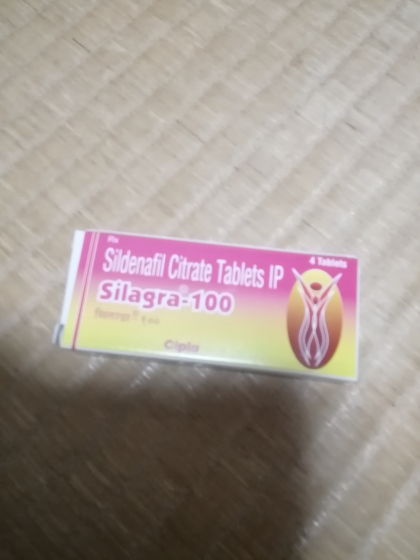 Rx
Sildenafil Citrate Tablets IP
4 Tablets
Silagra®-100
Cipla